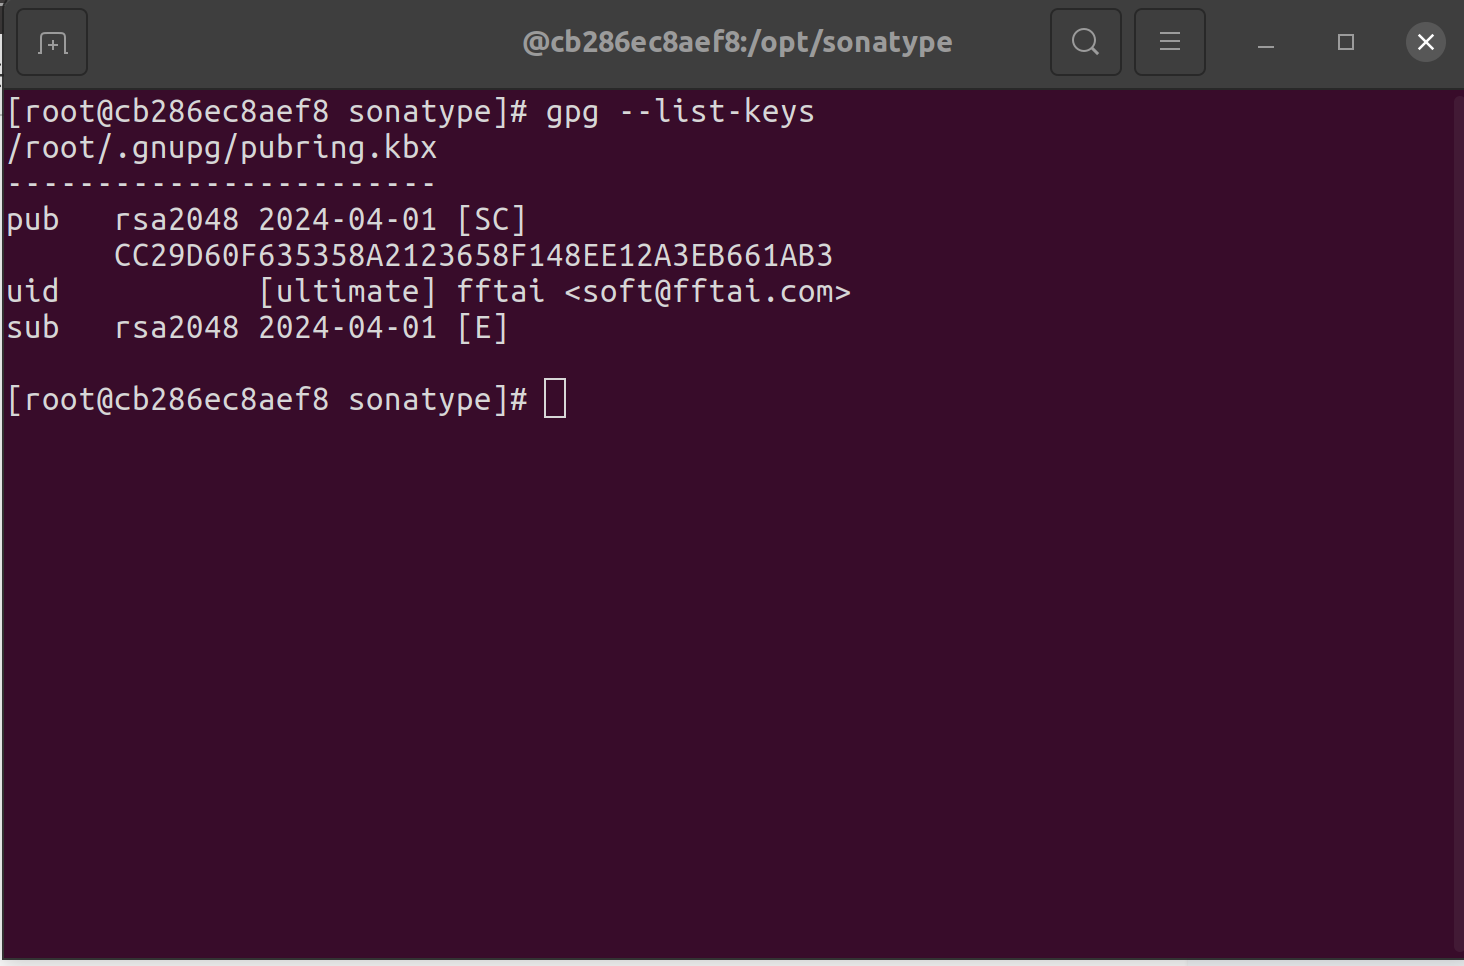 @cb286ec8aef8:/opt/sonatype
[root@cb286ec8aef8 sonatype]# gpg --list-keys
/root/.gnupg/pubring.kbx
------------------------
pub   rsa2048 2024-04-01 [SC]
      CC29D60F635358A2123658F148EE12A3EB661AB3
uid           [ultimate] fftai <soft@fftai.com>
sub   rsa2048 2024-04-01 [E]
[root@cb286ec8aef8 sonatype]#